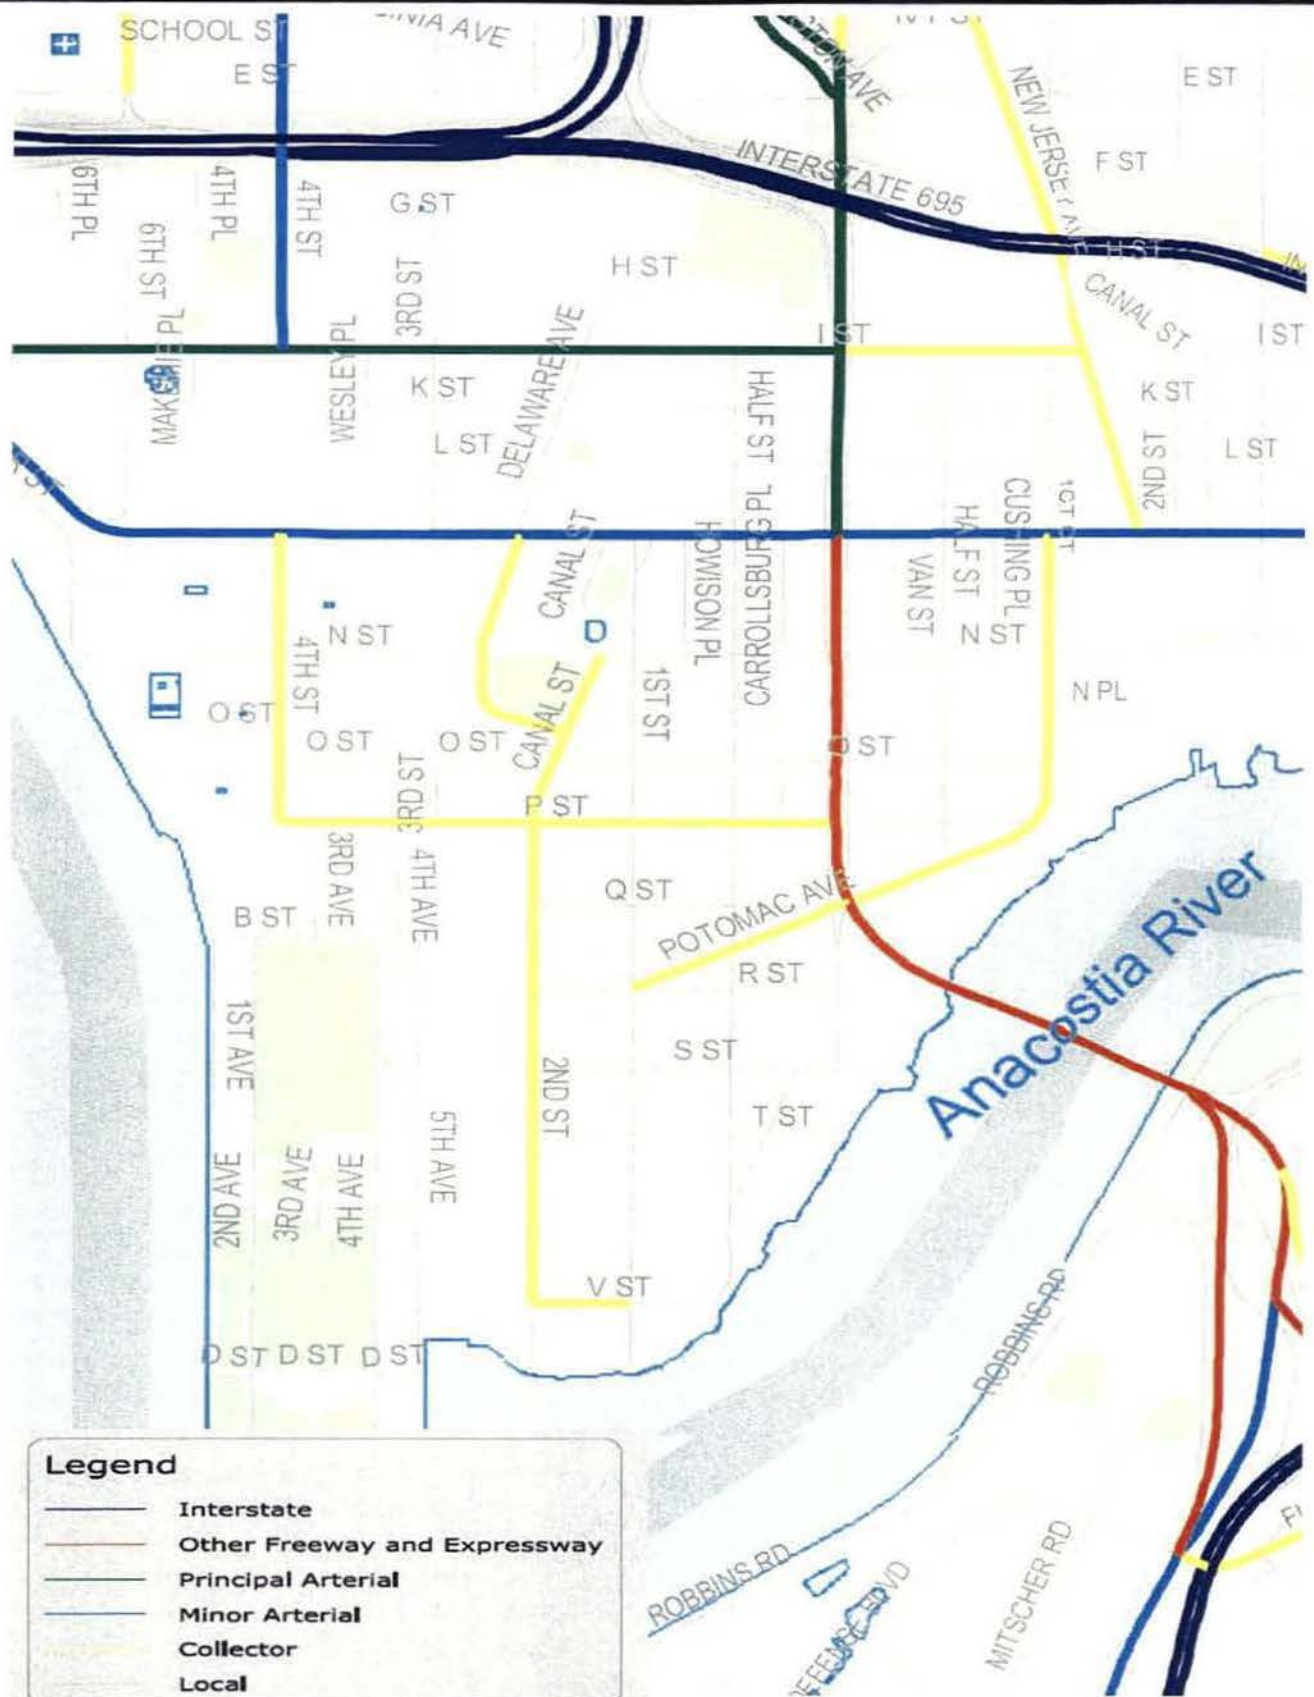 SCHOOL ST
E ST
E ST
NEW JERSEY AVE
F ST
INTERSTATE 695
6TH PL
4TH PL
4TH ST
G ST
6TH ST
3RD ST
H ST
H ST
CANAL ST
I ST
I ST
WESLEY PL
K ST
DELAWARE AVE
HALF ST
K ST
L ST
2ND ST
L ST
CANAL ST
HOWISON PL
CARROLLSBURG PL
VAN ST
HALF ST
CUSHING PL
N ST
N ST
4TH ST
O ST
O ST
O ST
CANAL ST
1ST ST
N PL
3RD ST
P ST
3RD AVE
4TH AVE
Q ST
POTOMAC AVE
B ST
R ST
Anacostia River
1ST AVE
S ST
2ND ST
T ST
5TH AVE
2ND AVE
3RD AVE
4TH AVE
V ST
D ST
D ST
D ST
ROBBINS RD
ROBBINS RD
MITSCHER RD
Legend
Interstate
Other Freeway and Expressway
Principal Arterial
Minor Arterial
Collector
Local